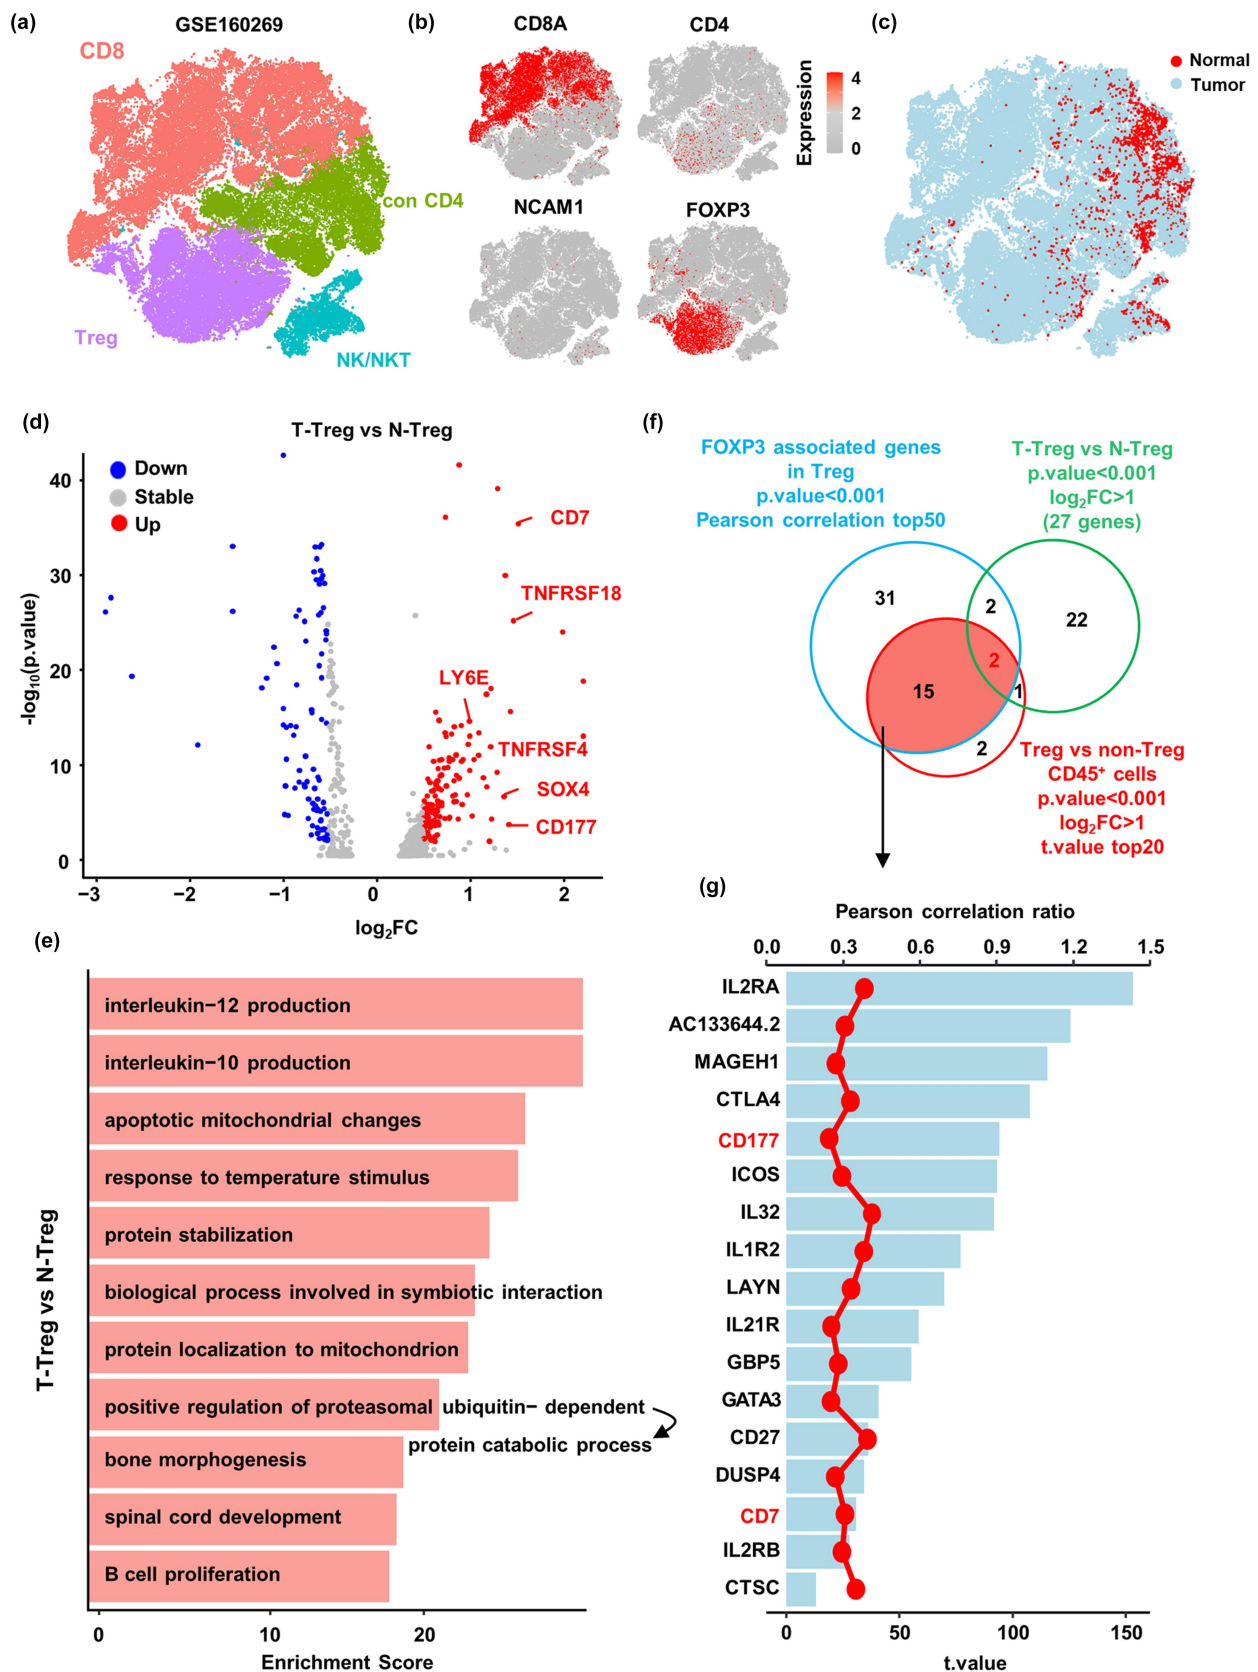 (a)
GSE160269
CD8
con CD4
Treg
NK/NKT
(b)
CD8A
CD4
NCAM1
FOXP3
Expression
4
2
0
(c)
Normal
Tumor
(d)
T-Treg vs N-Treg
Down
Stable
Up
CD7
TNFRSF18
LY6E
TNFRSF4
SOX4
CD177
40
30
20
10
0
-log10(p.value)
−3 −2 −1 0 1 2
log2FC
(f)
FOXP3 associated genes
in Treg
p.value<0.001
Pearson correlation top50
T-Treg vs N-Treg
p.value<0.001
log2FC>1
(27 genes)
31
2
22
2
15
1
2
Treg vs non-Treg
CD45+ cells
p.value<0.001
log2FC>1
t.value top20
(e)
T-Treg vs N-Treg
interleukin−12 production
interleukin−10 production
apoptotic mitochondrial changes
response to temperature stimulus
protein stabilization
biological process involved in symbiotic interaction
protein localization to mitochondrion
positive regulation of proteasomal ubiquitin− dependent
protein catabolic process
bone morphogenesis
spinal cord development
B cell proliferation
0 10 20
Enrichment Score
(g)
Pearson correlation ratio
0.0 0.3 0.6 0.9 1.2 1.5
IL2RA
AC133644.2
MAGEH1
CTLA4
CD177
ICOS
IL32
IL1R2
LAYN
IL21R
GBP5
GATA3
CD27
DUSP4
CD7
IL2RB
CTSC
0 50 100 150
t.value